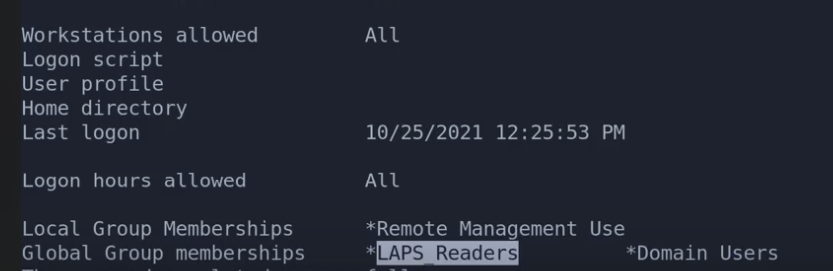 Workstations allowed All
Logon script
User profile
Home directory
Last logon 10/25/2021 12:25:53 PM
Logon hours allowed All
Local Group Memberships *Remote Management Use
Global Group memberships *LAPS_Readers *Domain Users